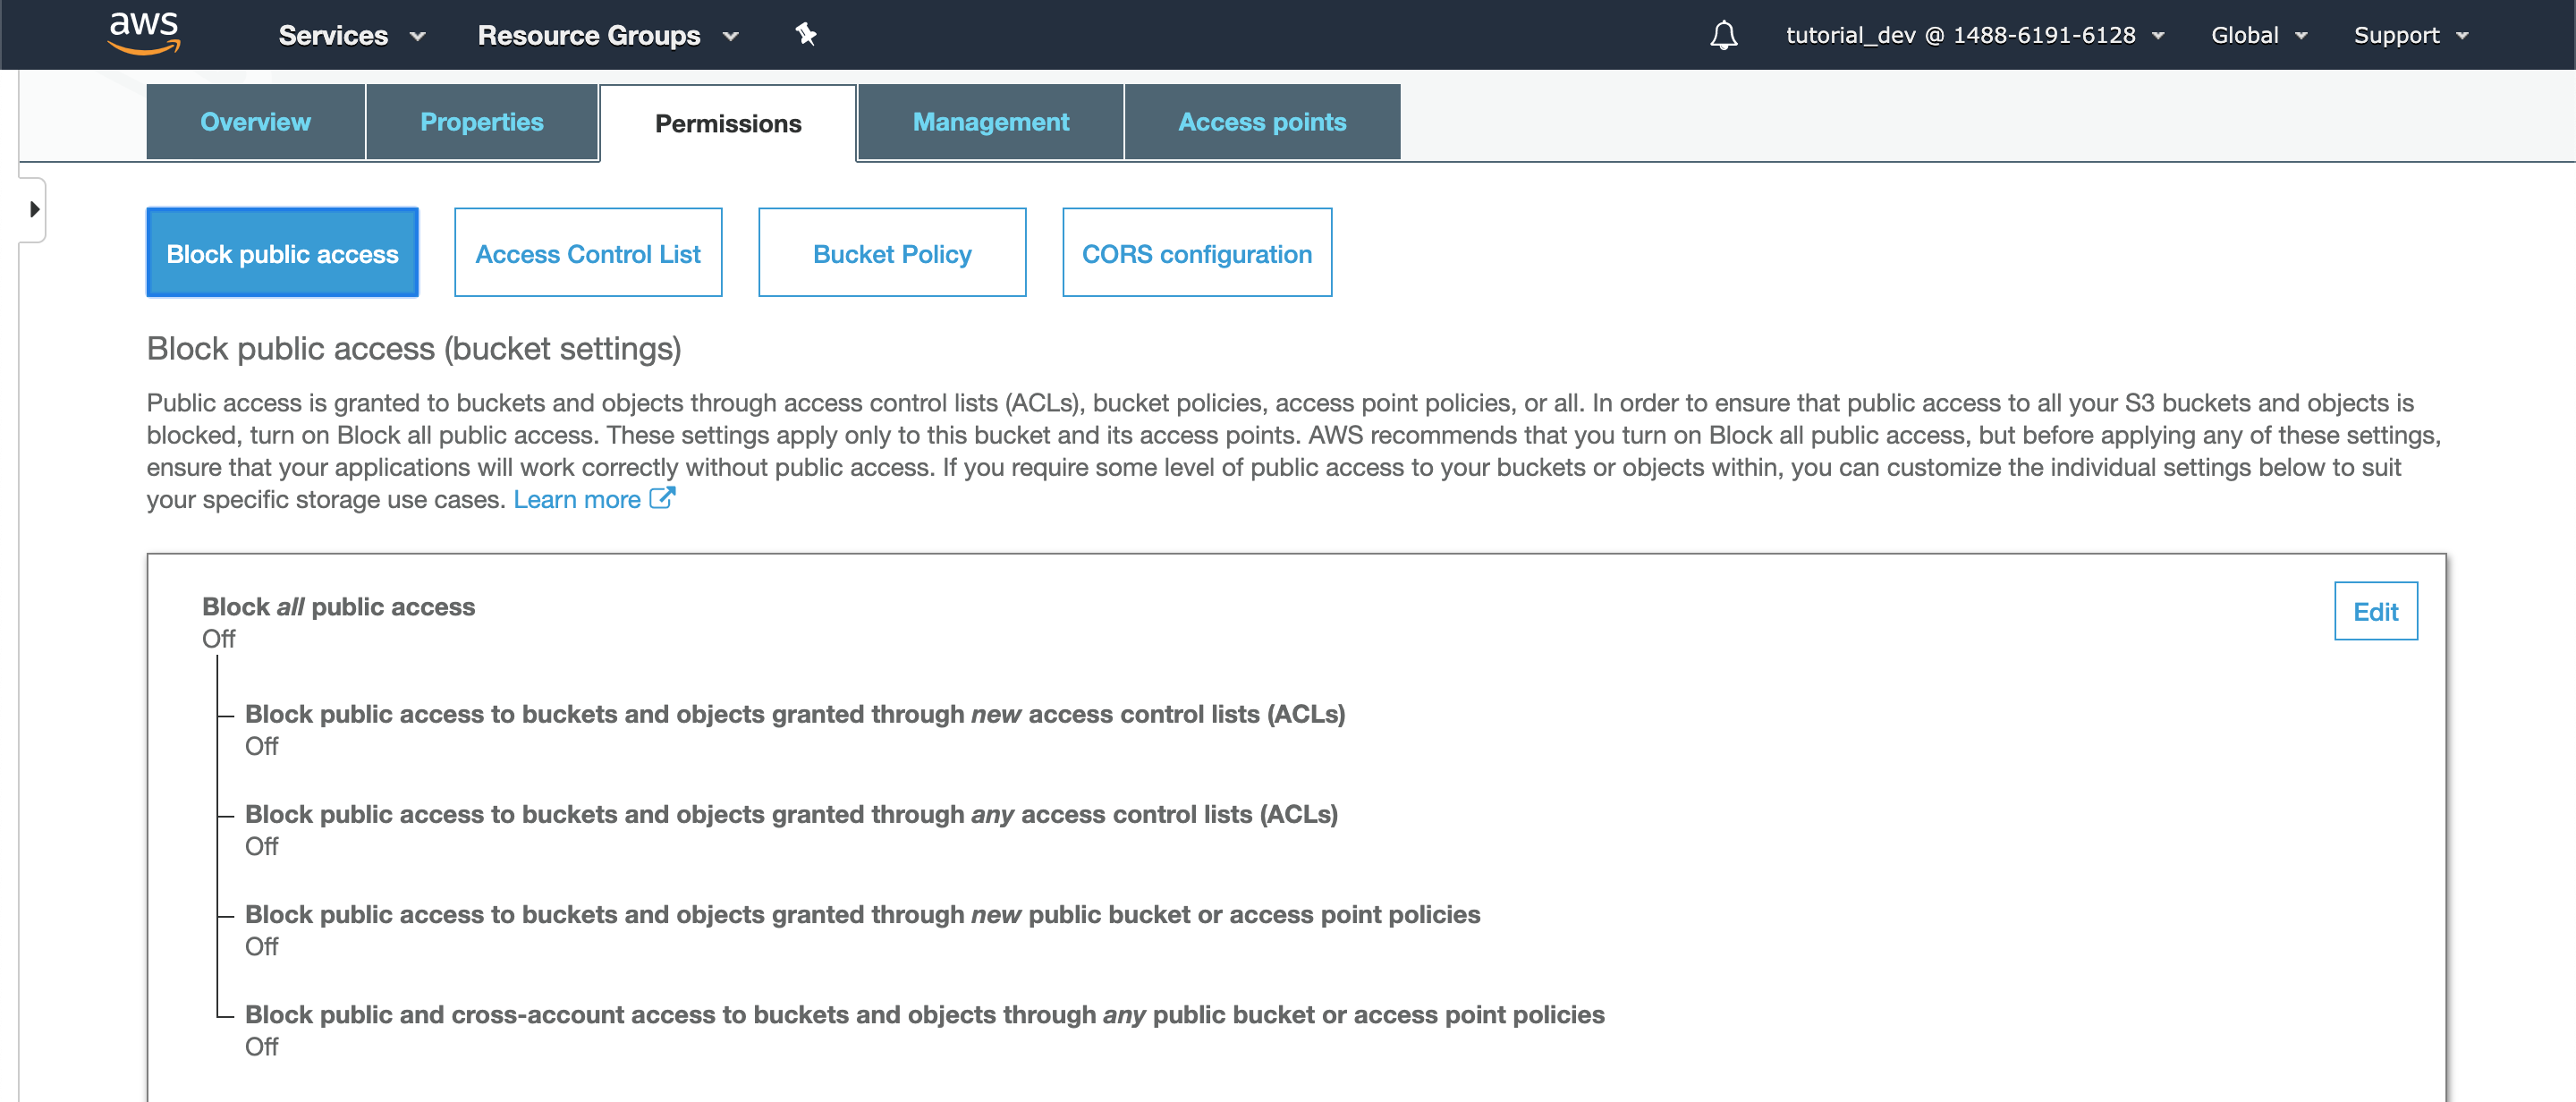 aws Services Resource Groups tutorial_dev @ 1488-6191-6128 Global Support
Overview Properties Permissions Management Access points
Block public access Access Control List Bucket Policy CORS configuration
Block public access (bucket settings)
Public access is granted to buckets and objects through access control lists (ACLs), bucket policies, access point policies, or all. In order to ensure that public access to all your S3 buckets and objects is
blocked, turn on Block all public access. These settings apply only to this bucket and its access points. AWS recommends that you turn on Block all public access, but before applying any of these settings,
ensure that your applications will work correctly without public access. If you require some level of public access to your buckets or objects within, you can customize the individual settings below to suit
your specific storage use cases. Learn more
Block all public access
Edit
Off
Block public access to buckets and objects granted through new access control lists (ACLs)
Off
Block public access to buckets and objects granted through any access control lists (ACLs)
Off
Block public access to buckets and objects granted through new public bucket or access point policies
Off
Block public and cross-account access to buckets and objects through any public bucket or access point policies
Off